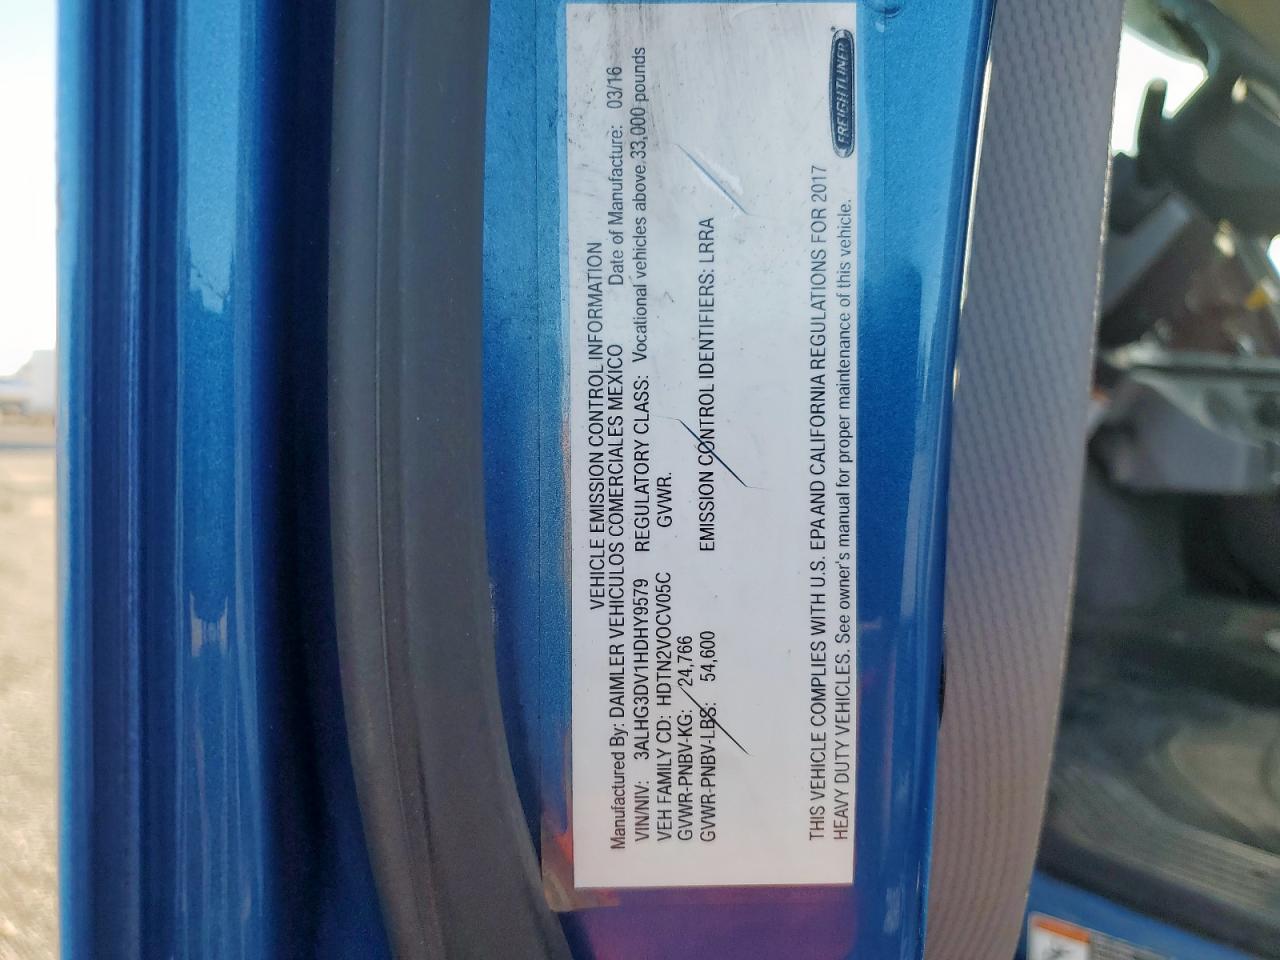 VEHICLE EMISSION CONTROL INFORMATION
Manufactured By: DAIMLER VEHICULOS COMERCIALES MEXICO Date of Manufacture: 03/16
VIN/NIV: 3ALHG3DV1HDHY9579 REGULATORY CLASS: Vocational vehicles above 33,000 pounds
VEH FAMILY CD: HDTN2VOCV05C GVWR.
GVWR-PNBV-KG: 24,766
GVWR-PNBV-LBS: 54,600 EMISSION CONTROL IDENTIFIERS: LRRA
THIS VEHICLE COMPLIES WITH U.S. EPA AND CALIFORNIA REGULATIONS FOR 2017
HEAVY DUTY VEHICLES. See owner's manual for proper maintenance of this vehicle.
FREIGHTLINER